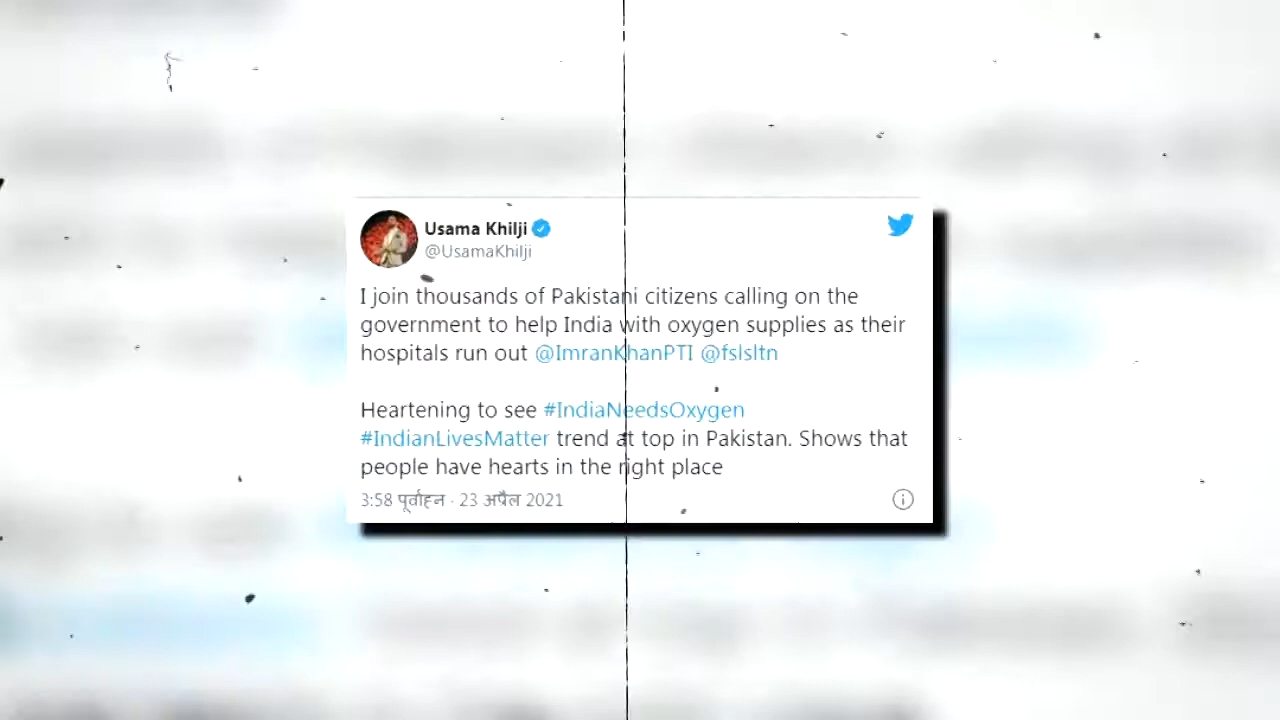 Usama Khilji
@UsamaKhilji
I join thousands of Pakistani citizens calling on the
government to help India with oxygen supplies as their
hospitals run out @ImranKhanPTI @fslsltn
Heartening to see #IndiaNeedsOxygen
#IndianLivesMatter trend at top in Pakistan. Shows that
people have hearts in the right place
3:58 पूर्वाह्न · 23 अप्रैल 2021